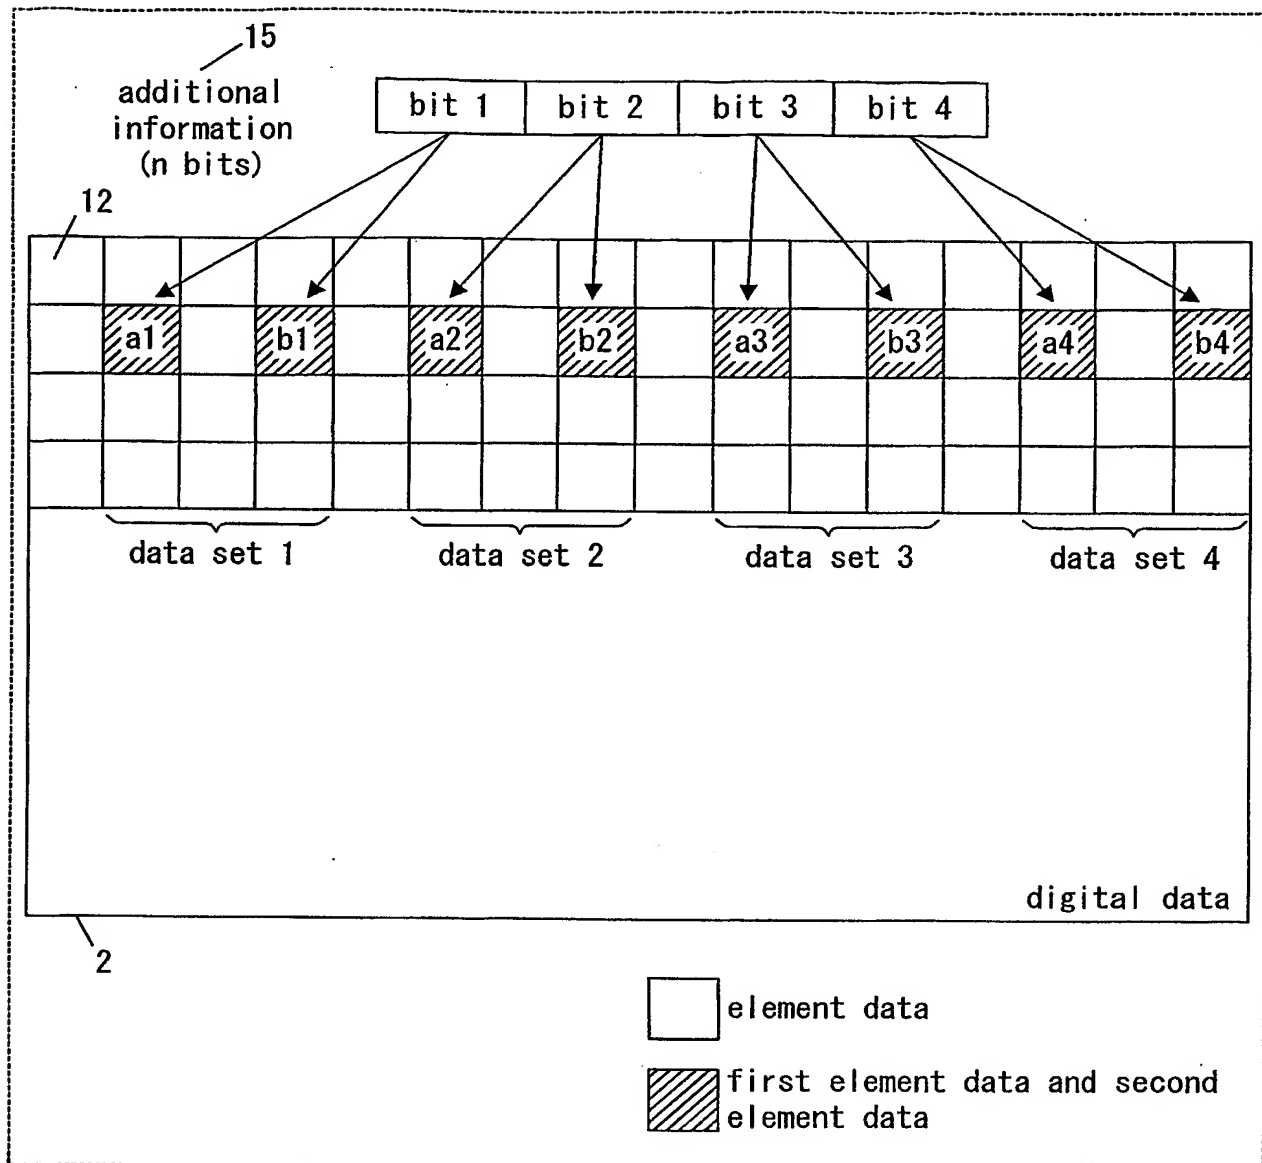 15
additional
information
(n bits)
bit 1 bit 2 bit 3 bit 4
12
a1 b1 a2 b2 a3 b3 a4 b4
data set 1 data set 2 data set 3 data set 4
digital data
2
element data
first element data and second
element data